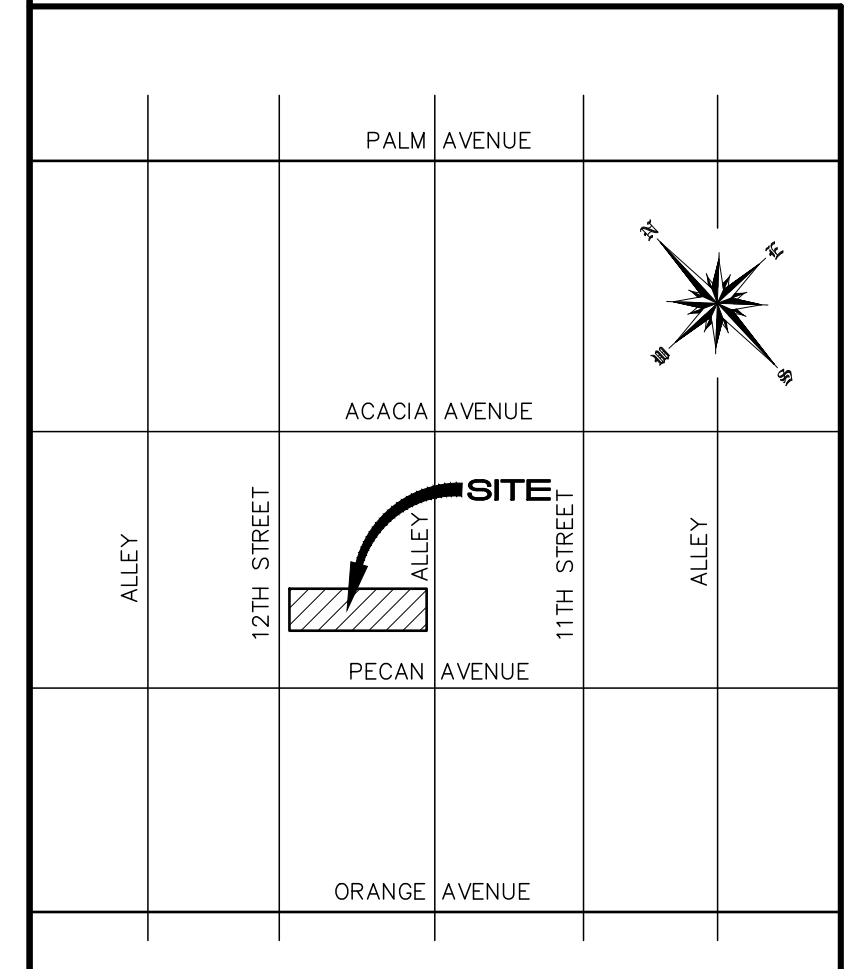 PALM AVENUE
N
E
W
S
ACACIA AVENUE
SITE
ALLEY
12TH STREET
ALLEY
11TH STREET
ALLEY
PECAN AVENUE
ORANGE AVENUE